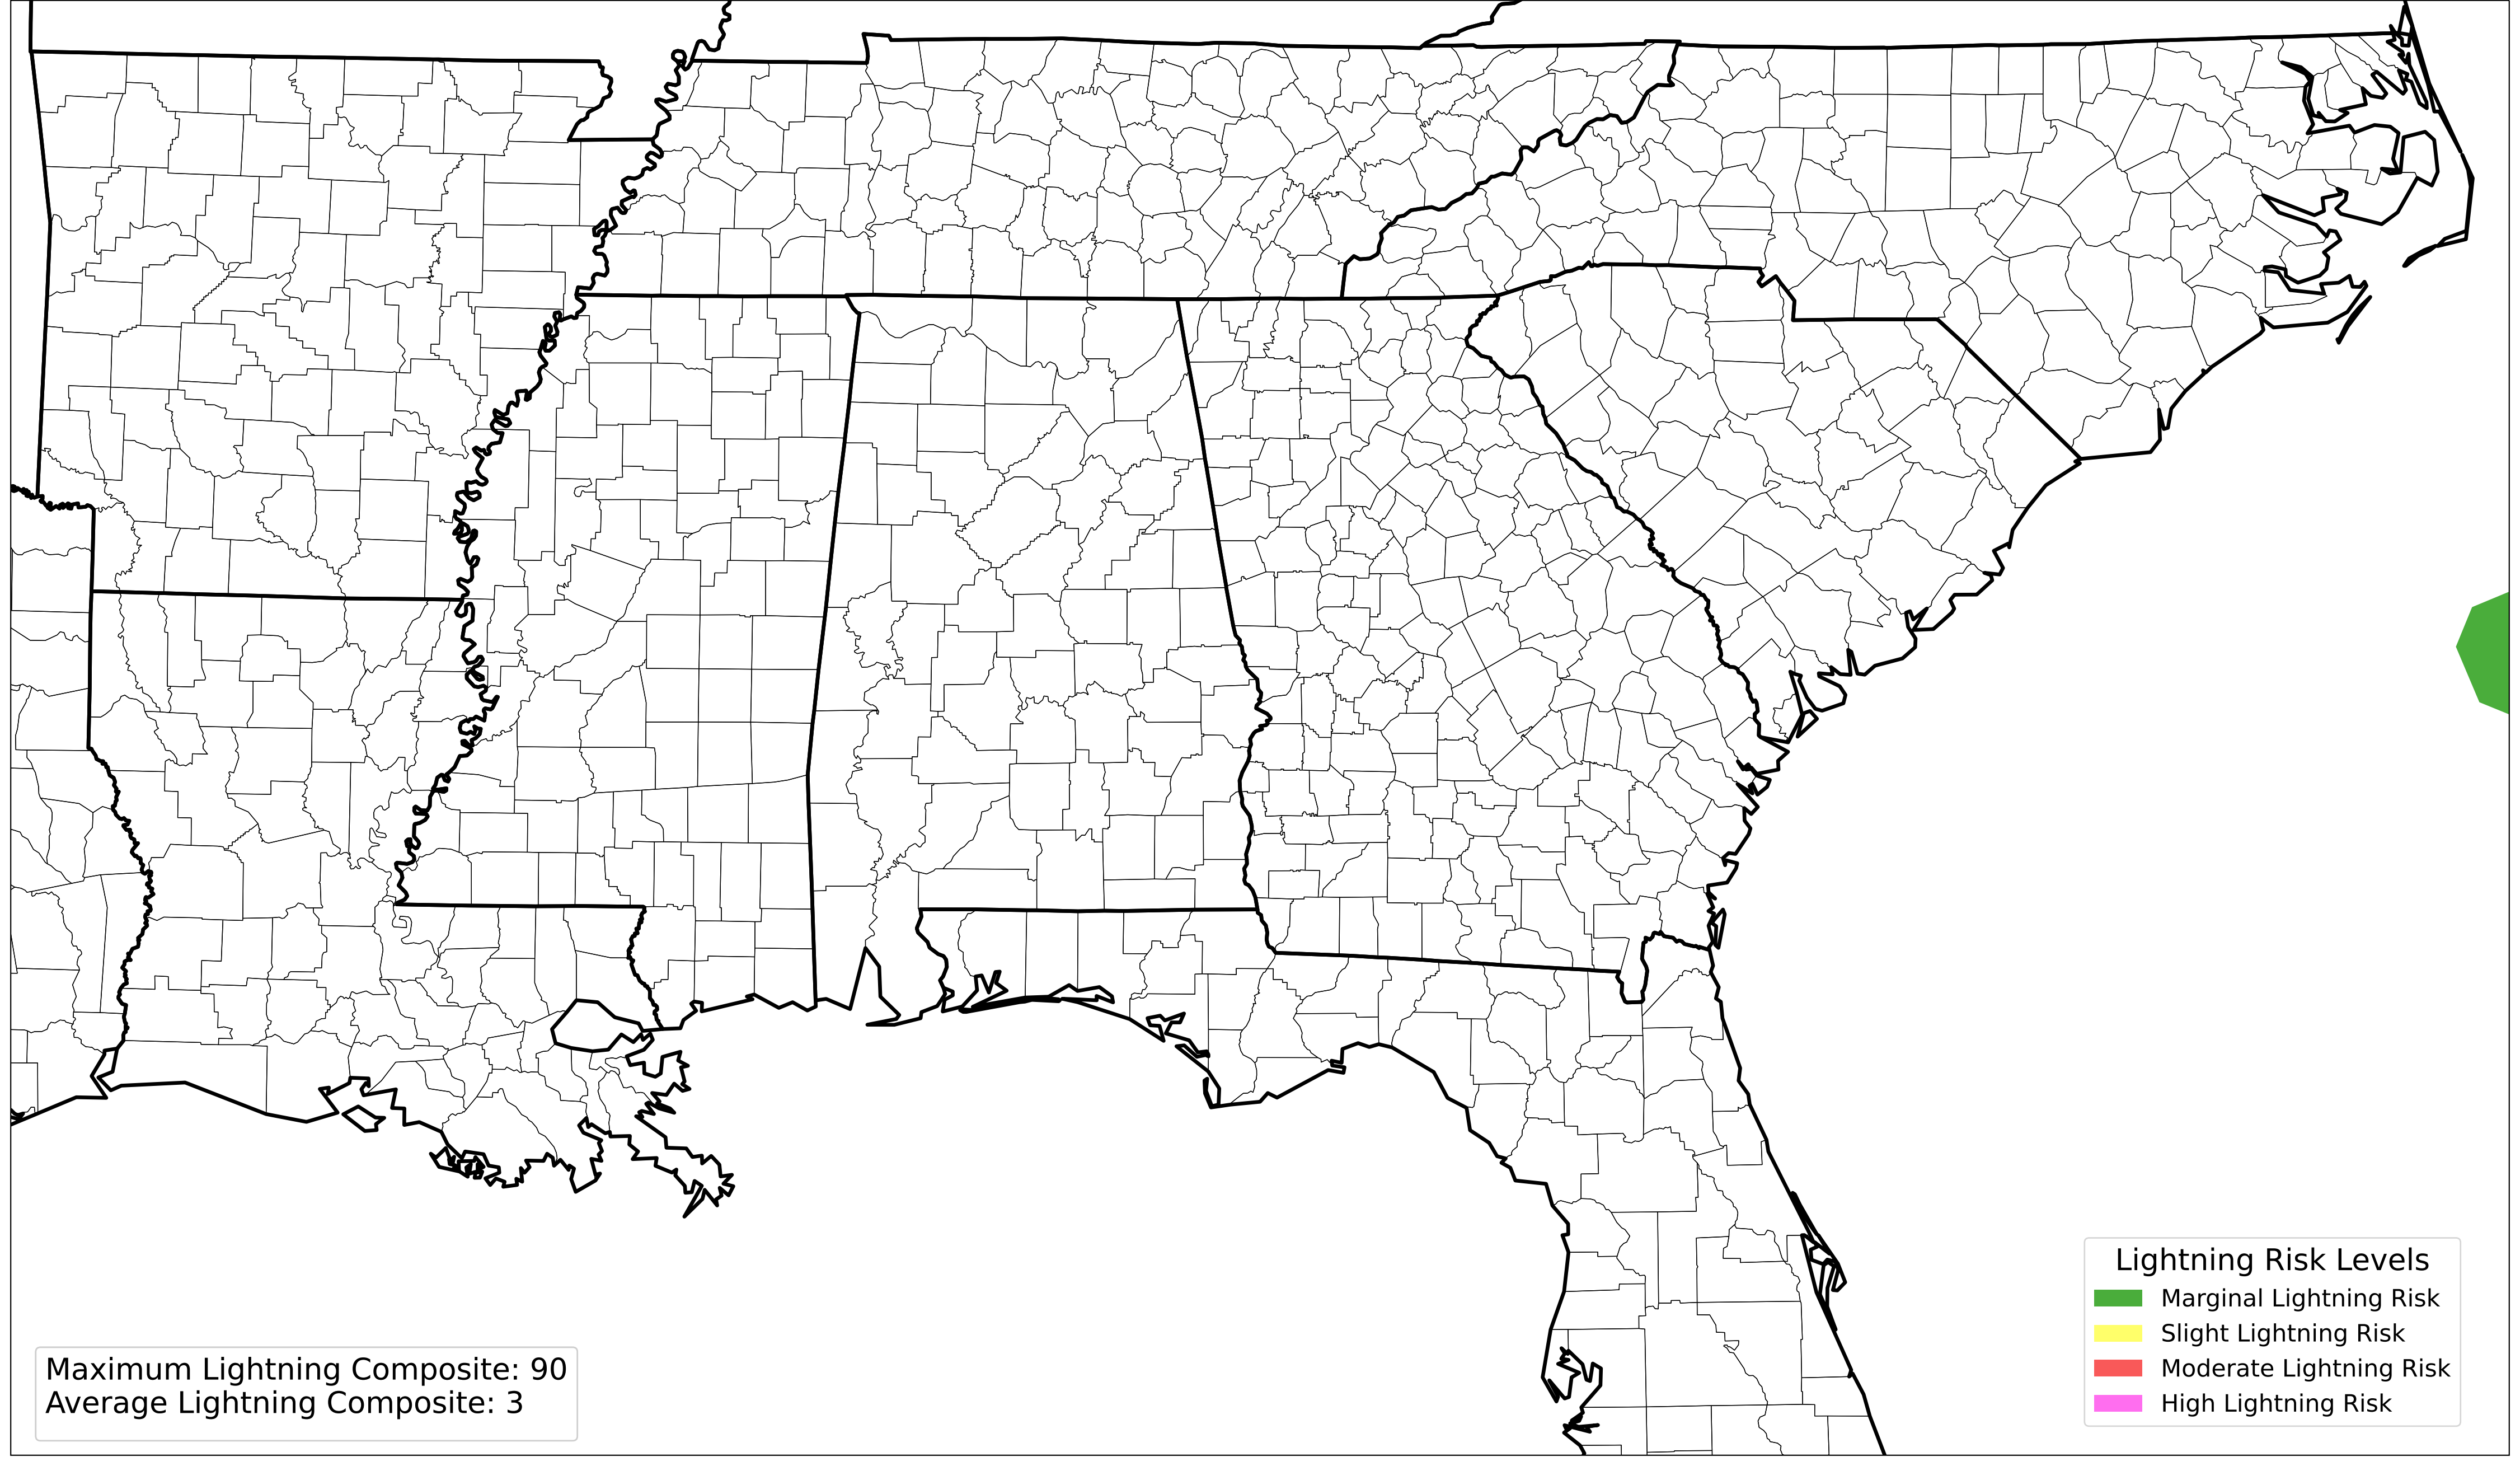 Maximum Lightning Composite: 90
Average Lightning Composite: 3
Lightning Risk Levels
Marginal Lightning Risk
Slight Lightning Risk
Moderate Lightning Risk
High Lightning Risk